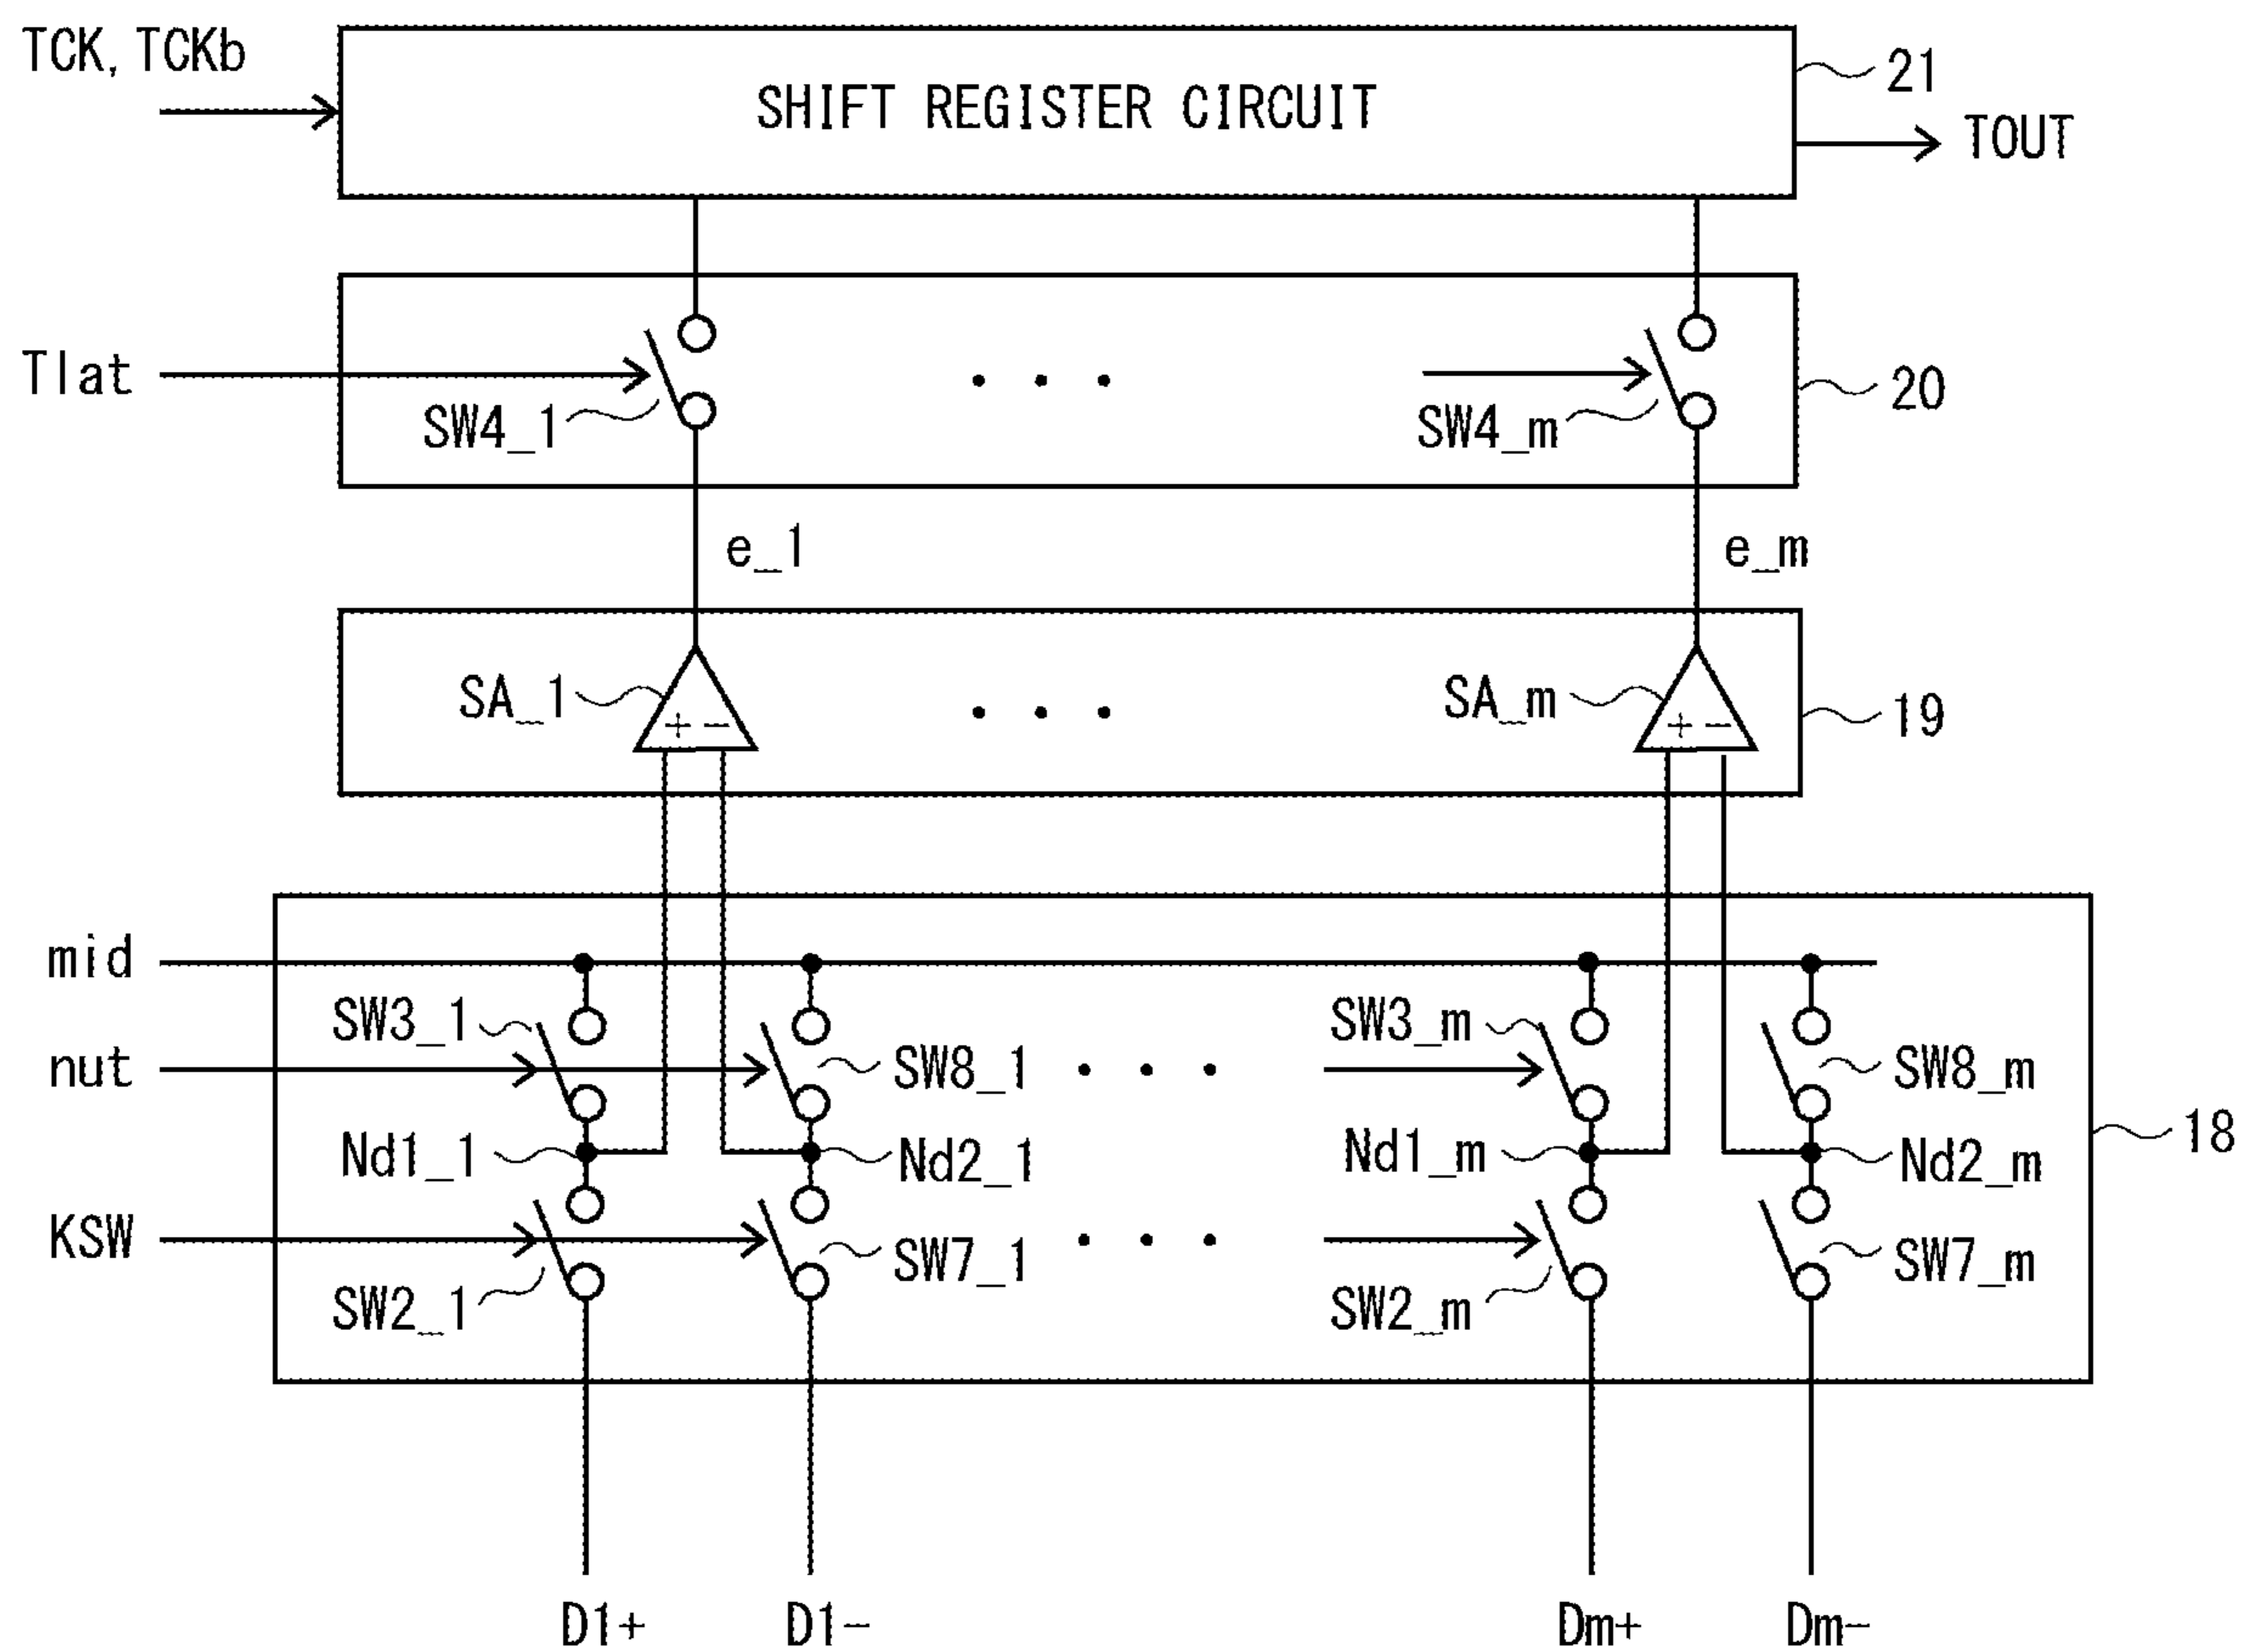 TCK, TCKb
SHIFT REGISTER CIRCUIT
21
TOUT
Tlat
SW4_1
SW4_m
20
e_1
e_m
SA_1
+ -
SA_m
+ -
19
mid
SW3_1
SW3_m
nut
SW8_1
SW8_m
Nd1_1
Nd2_1
Nd1_m
Nd2_m
18
KSW
SW7_1
SW7_m
SW2_1
SW2_m
D1+
D1-
Dm+
Dm-